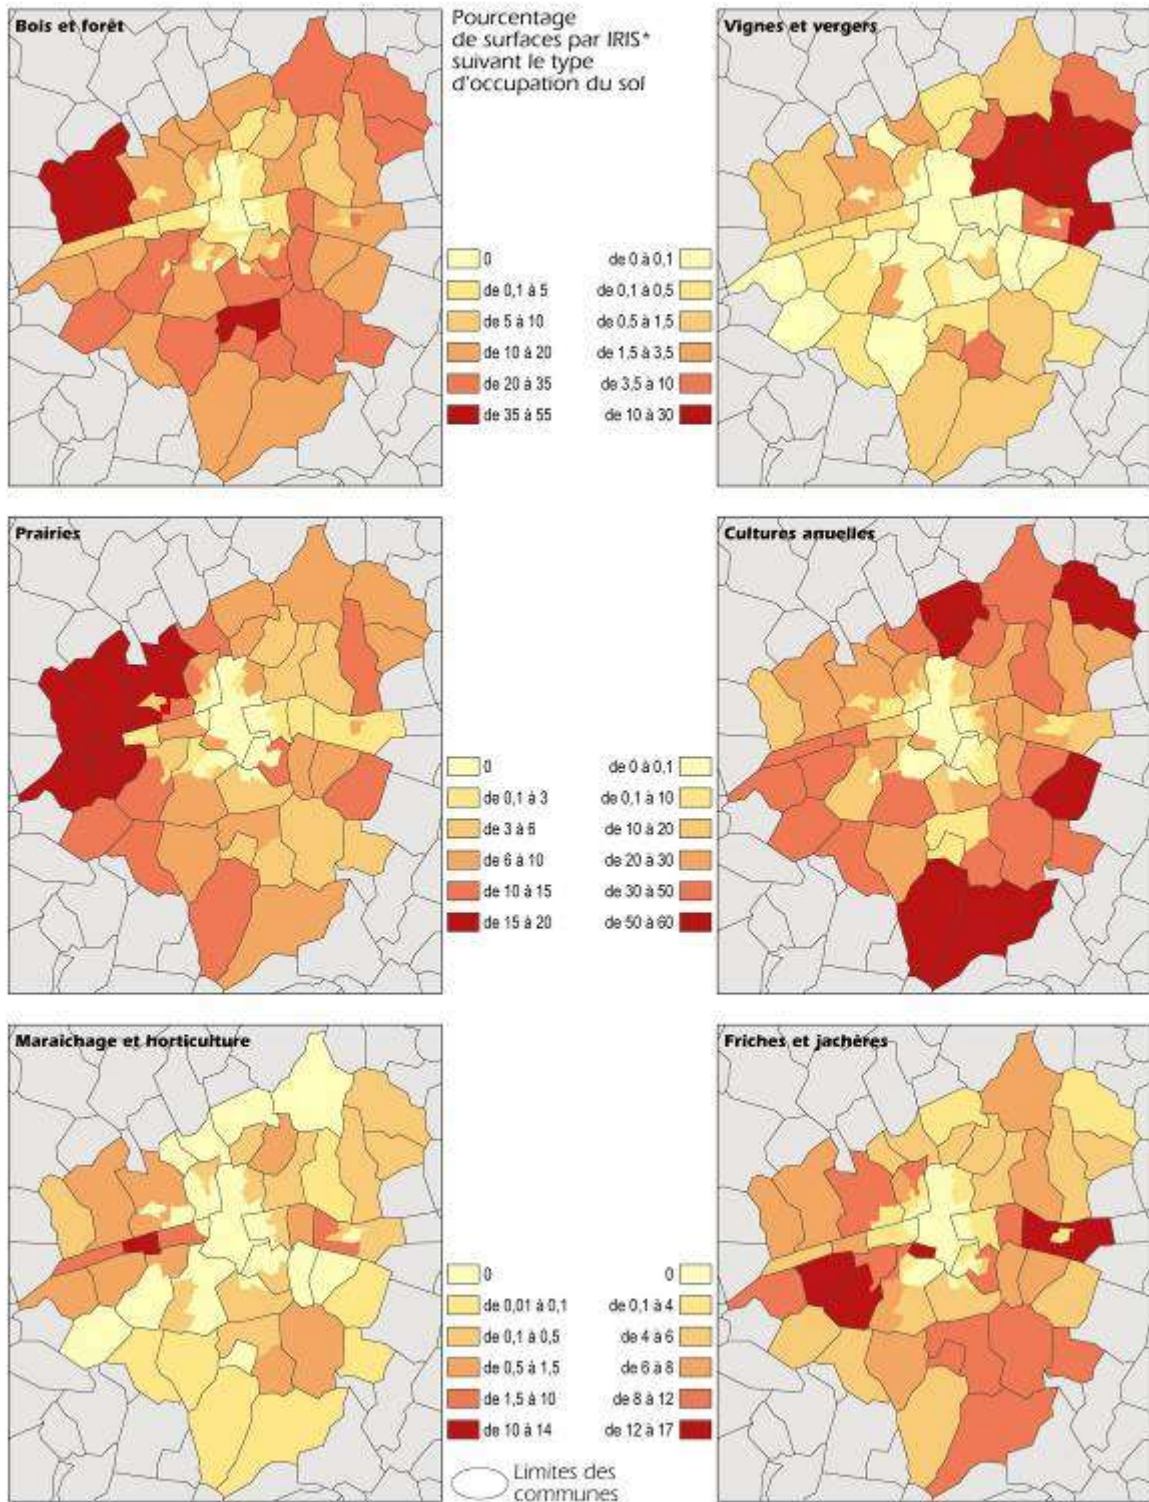 Bois et forêt
Pourcentage
de surfaces par IRIS*
suivant le type
d'occupation du sol
Vignes et vergers
0
de 0,1 à 5
de 5 à 10
de 10 à 20
de 20 à 35
de 35 à 55
de 0 à 0,1
de 0,1 à 0,5
de 0,5 à 1,5
de 1,5 à 3,5
de 3,5 à 10
de 10 à 30
Prairies
Cultures anuelles
0
de 0,1 à 3
de 3 à 6
de 6 à 10
de 10 à 15
de 15 à 20
de 0 à 0,1
de 0,1 à 10
de 10 à 20
de 20 à 30
de 30 à 50
de 50 à 60
Maraichage et horticulture
Friches et jachères
0
de 0,01 à 0,1
de 0,1 à 0,5
de 0,5 à 1,5
de 1,5 à 10
de 10 à 14
0
de 0,1 à 4
de 4 à 6
de 6 à 8
de 8 à 12
de 12 à 17
Limites des
communes